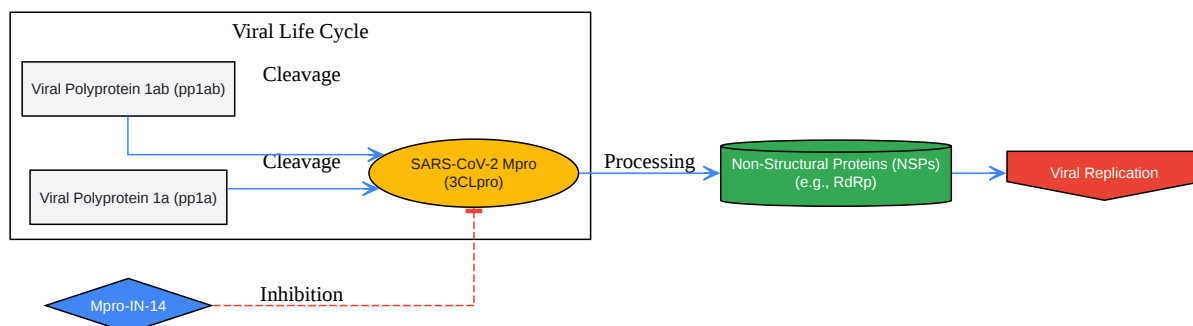 Viral Life Cycle
Cleavage
Viral Polyprotein 1ab (pp1ab)
Cleavage
SARS-CoV-2 Mpro
(3CLpro)
Processing
Non-Structural Proteins (NSPs)
(e.g., RdRp)
Viral Replication
Viral Polyprotein 1a (pp1a)
Inhibition
Mpro-IN-14